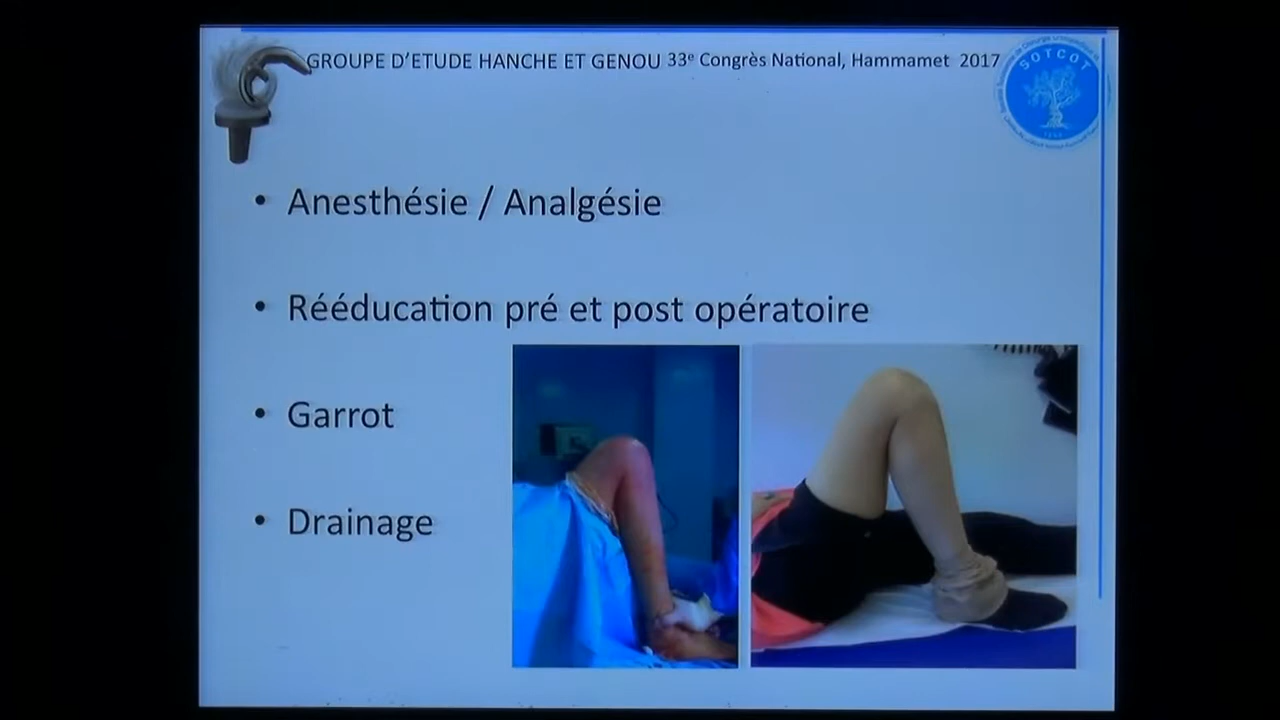 GROUPE D'ETUDE HANCHE ET GENOU 33e Congrès National, Hammamet 2017
SOTCOT
• Anesthésie / Analgésie
• Rééducation pré et post opératoire
• Garrot
• Drainage